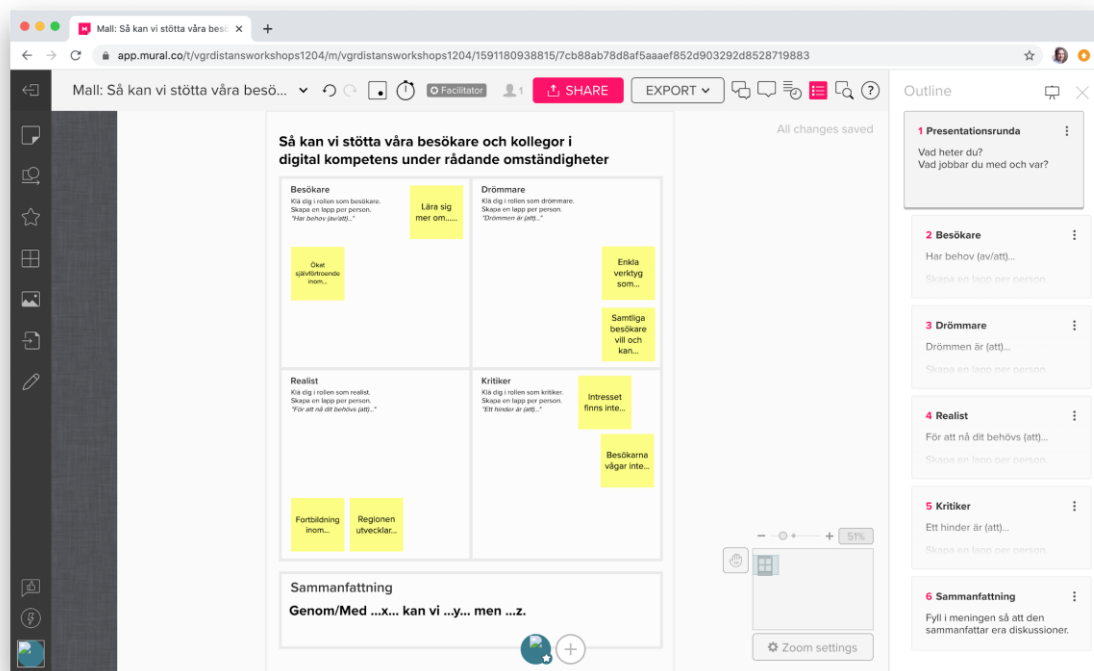 Mall: Så kan vi stötta våra besö
app.mural.co/t/vgrdistansworkshops1204/m/vgrdistansworkshops1204/1591180938815/7cb88ab78d8af5aaaef852d903292d8528719883
Mall: Så kan vi stötta våra besö...
Facilitator
1
SHARE
EXPORT
Outline
All changes saved
Så kan vi stötta våra besökare och kollegor i
digital kompetens under rådande omständigheter
Besökare
Klä dig i rollen som besökare.
Skapa en lapp per person.
"Har behov (av/att)..."
Lära sig
mer om......
Ökat
självförtroende
inom...
Drömmare
Klä dig i rollen som drömmare.
Skapa en lapp per person.
"Drömmen är (att)..."
Enkla
verktyg
som...
Samtliga
besökare
vill och
kan...
Realist
Klä dig i rollen som realist.
Skapa en lapp per person.
"För att nå dit behövs (att)..."
Fortbildning
inom...
Regionen
utvecklar...
Kritiker
Klä dig i rollen som kritiker.
Skapa en lapp per person.
"Ett hinder är (att)..."
Intresset
finns inte...
Besökarna
vågar inte...
Sammanfattning
Genom/Med ...x... kan vi ...y... men ...z.
51%
Zoom settings
1 Presentationsrunda
Vad heter du?
Vad jobbar du med och var?
2 Besökare
Har behov (av/att)...
Skapa en lapp per person.
3 Drömmare
Drömmen är (att)...
Skapa en lapp per person.
4 Realist
För att nå dit behövs (att)...
Skapa en lapp per person.
5 Kritiker
Ett hinder är (att)...
Skapa en lapp per person.
6 Sammanfattning
Fyll i meningen så att den
sammanfattar era diskussioner.